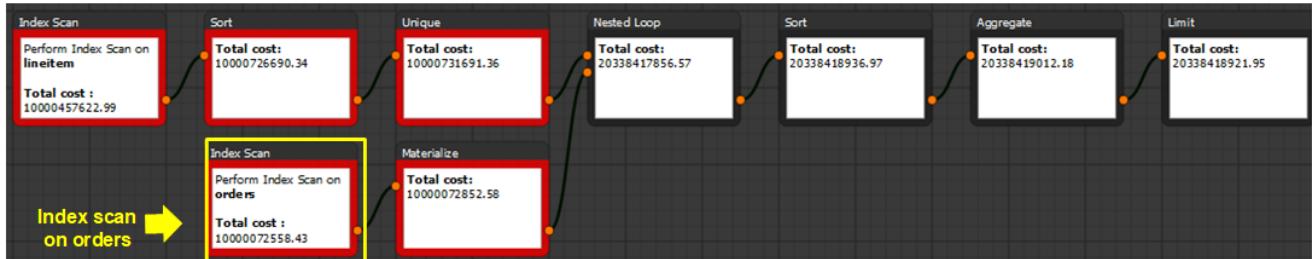 Index Scan
Perform Index Scan on
lineitem
Total cost :
10000457622.99
Sort
Total cost:
10000726690.34
Unique
Total cost:
10000731691.36
Nested Loop
Total cost:
20338417856.57
Sort
Total cost:
20338418936.97
Aggregate
Total cost:
20338419012.18
Limit
Total cost:
20338418921.95
Index scan
on orders
Index Scan
Perform Index Scan on
orders
Total cost :
10000072558.43
Materialize
Total cost:
10000072852.58